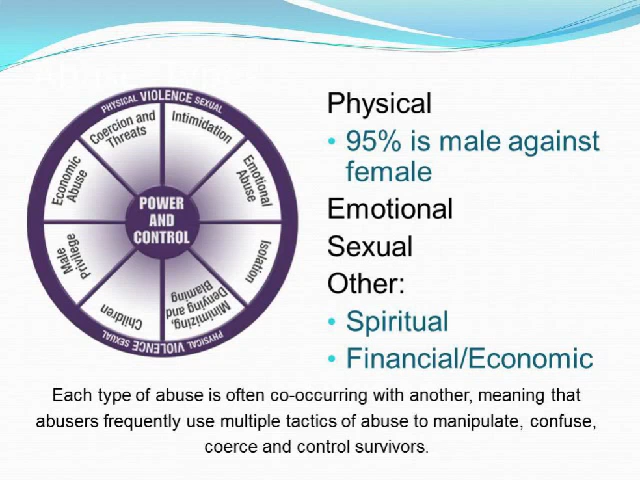 PHYSICAL VIOLENCE SEXUAL
Coercion and
Threats
Intimidation
Emotional
Abuse
Isolation
Minimizing,
Denying and
Blaming
Children
Male
Privilege
Economic
Abuse
POWER
AND
CONTROL
PHYSICAL VIOLENCE SEXUAL
Physical
• 95% is male against
female
Emotional
Sexual
Other:
• Spiritual
• Financial/Economic
Each type of abuse is often co-occurring with another, meaning that
abusers frequently use multiple tactics of abuse to manipulate, confuse,
coerce and control survivors.